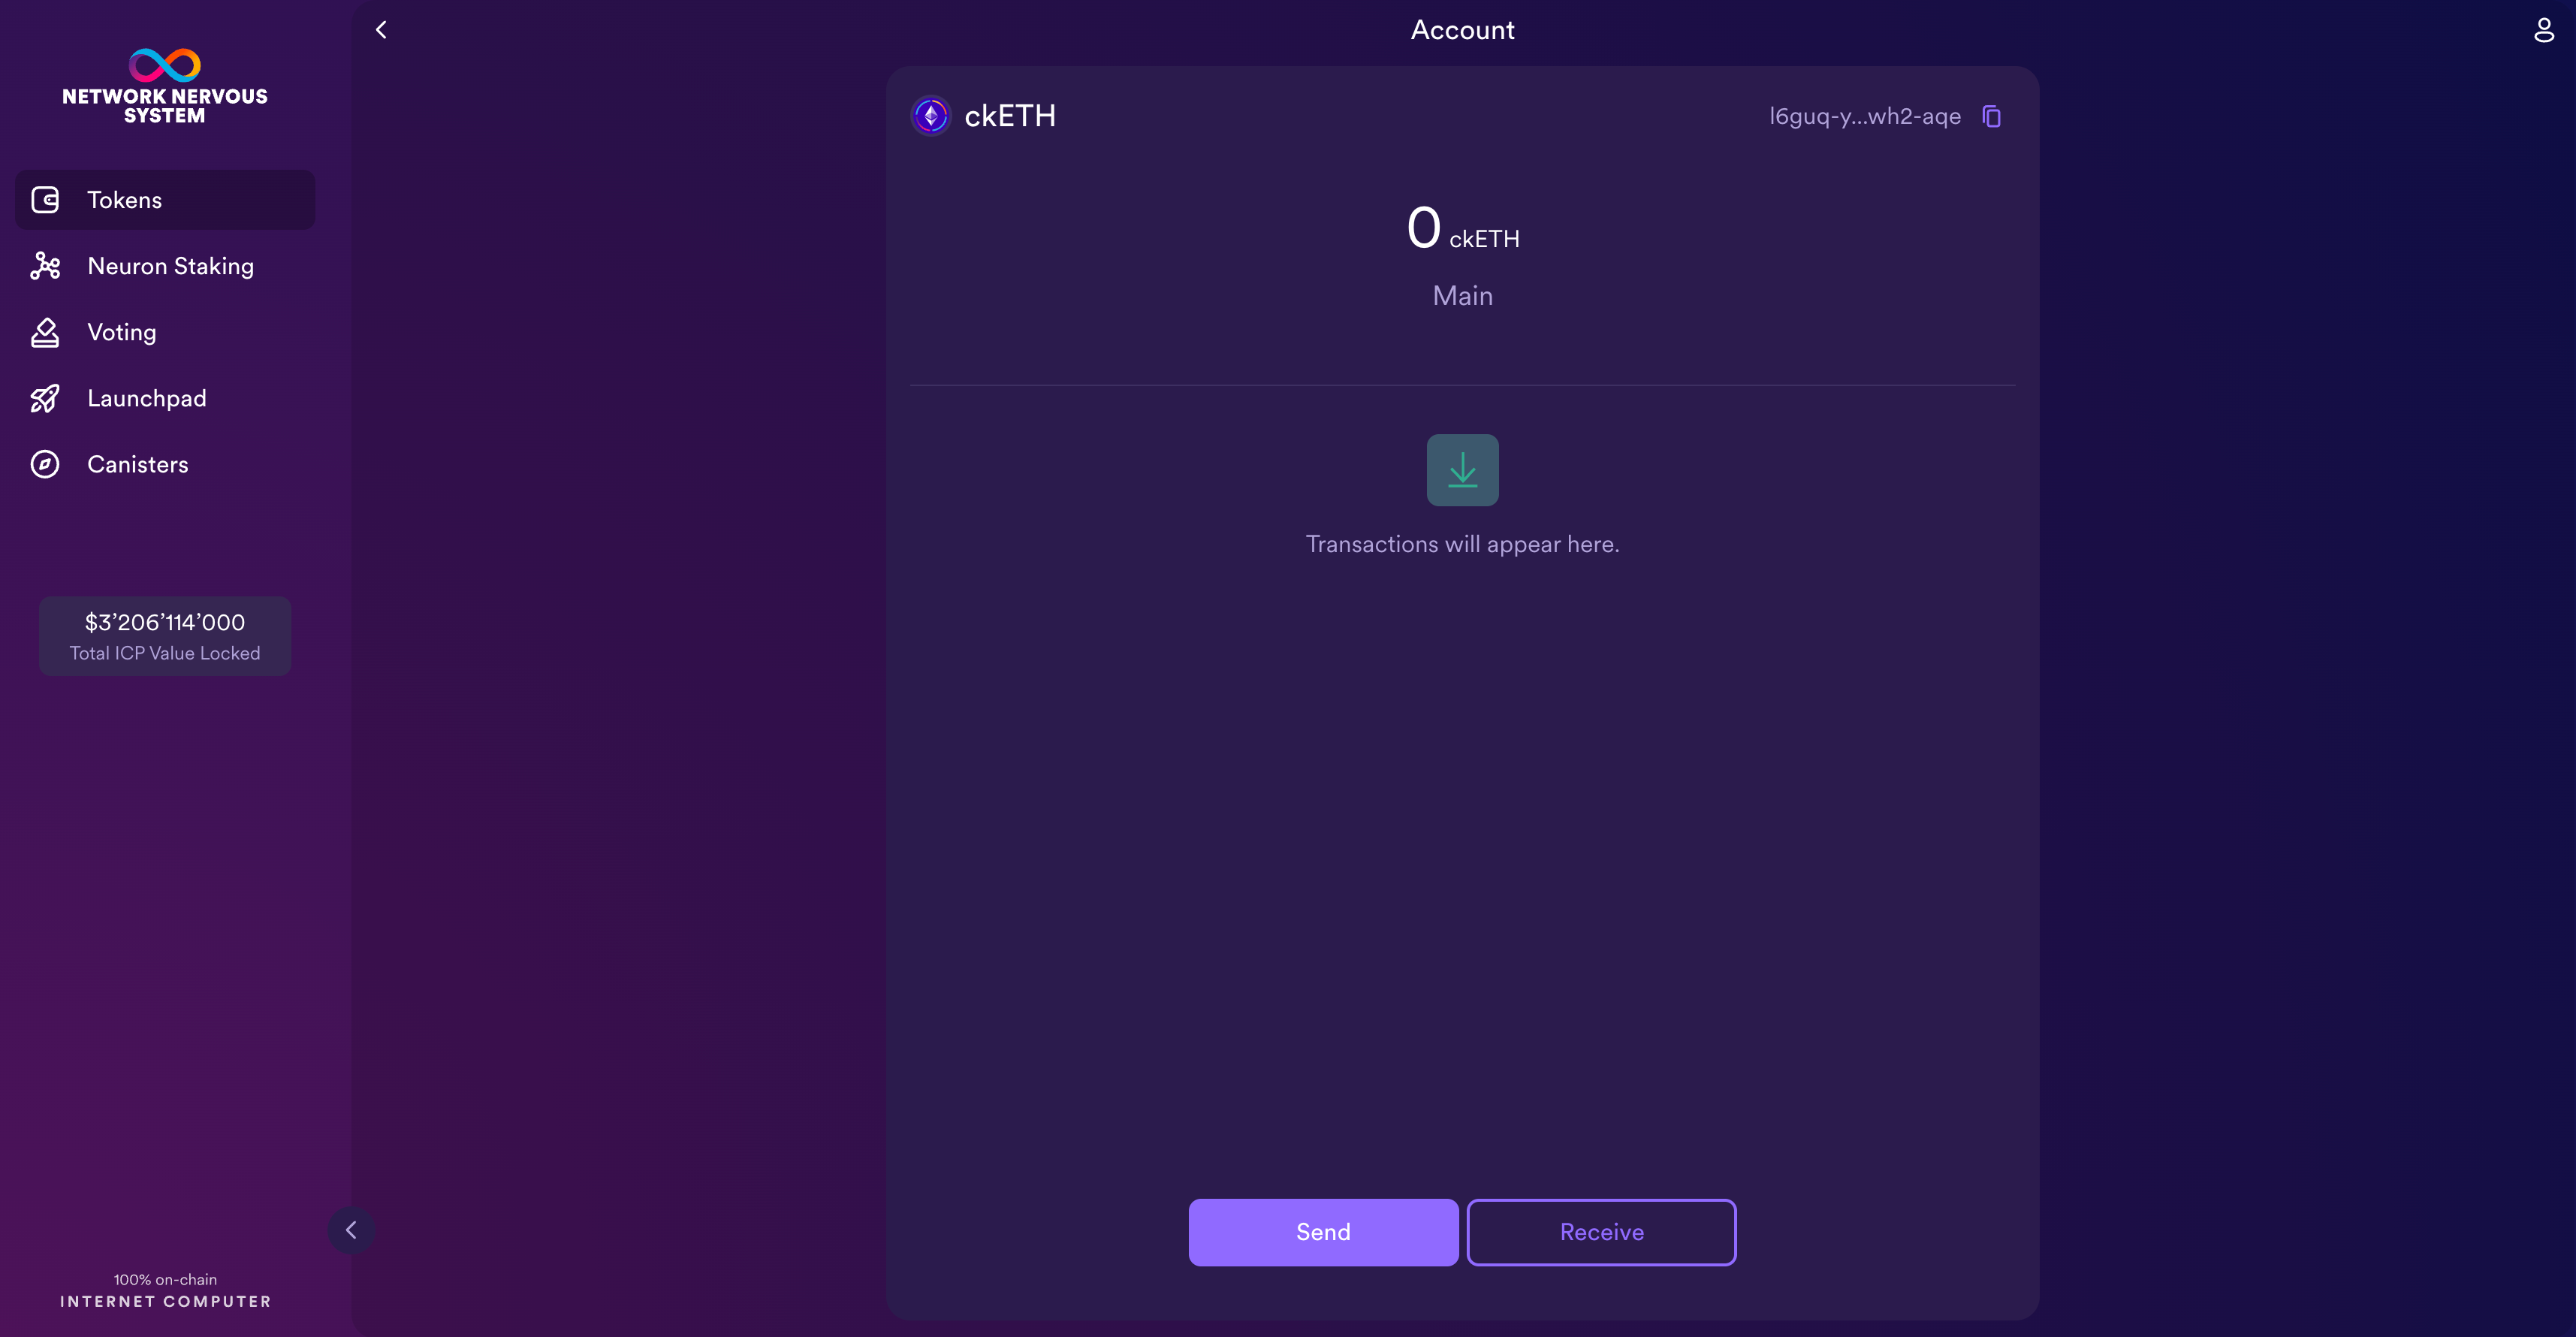 NETWORK NERVOUS
SYSTEM
Tokens
Neuron Staking
Voting
Launchpad
Canisters
$3’206’114’000
Total ICP Value Locked
100% on-chain
INTERNET COMPUTER
Account
ckETH
l6guq-y...wh2-aqe
0 ckETH
Main
Transactions will appear here.
Send
Receive